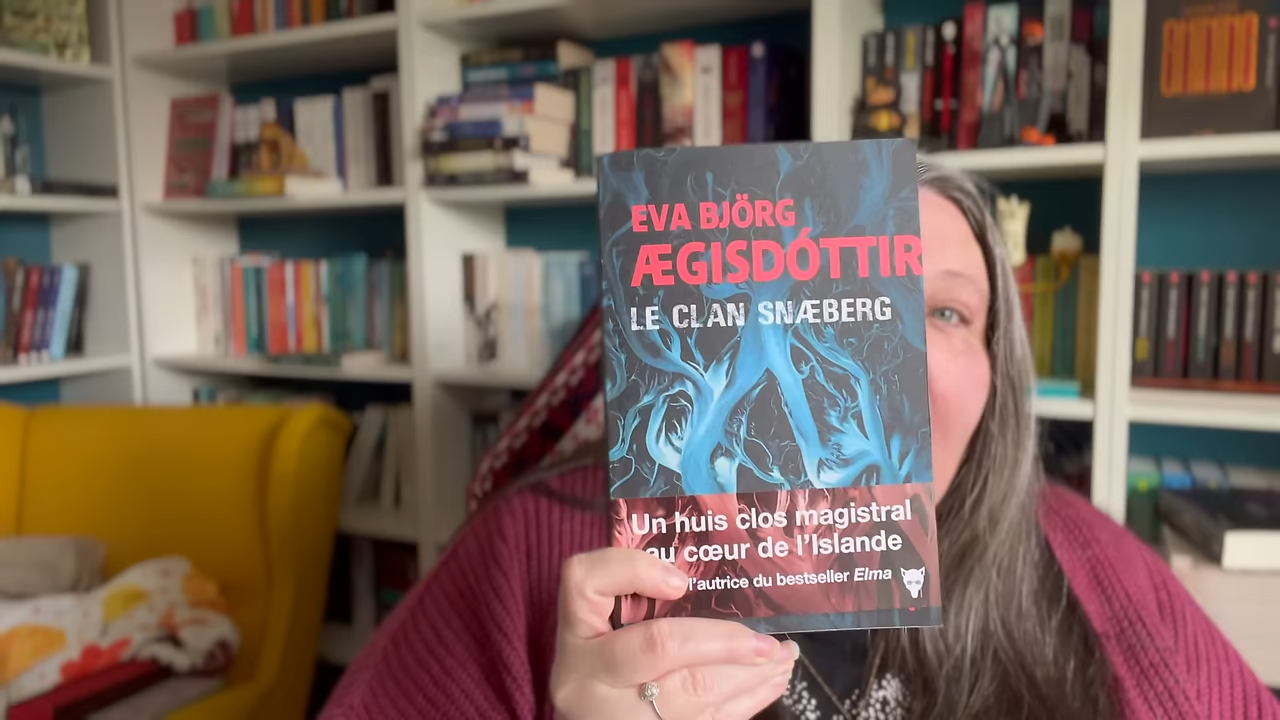 EVA BJÖRG
ÆGISDÓTTIR
LE CLAN SNÆBERG
Un huis clos magistral
au cœur de l'Islande
l'autrice du bestseller Elma